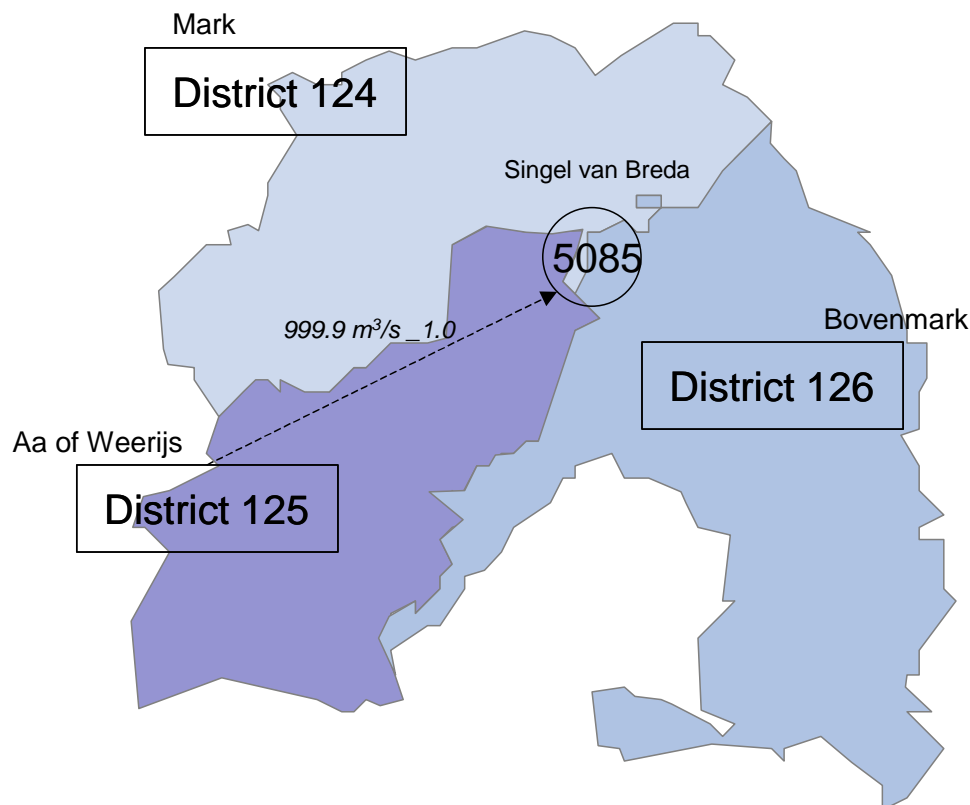 Mark
District 124
Singel van Breda
5085
999.9 m³/s _1.0
Bovenmark
District 126
Aa of Weerijs
District 125